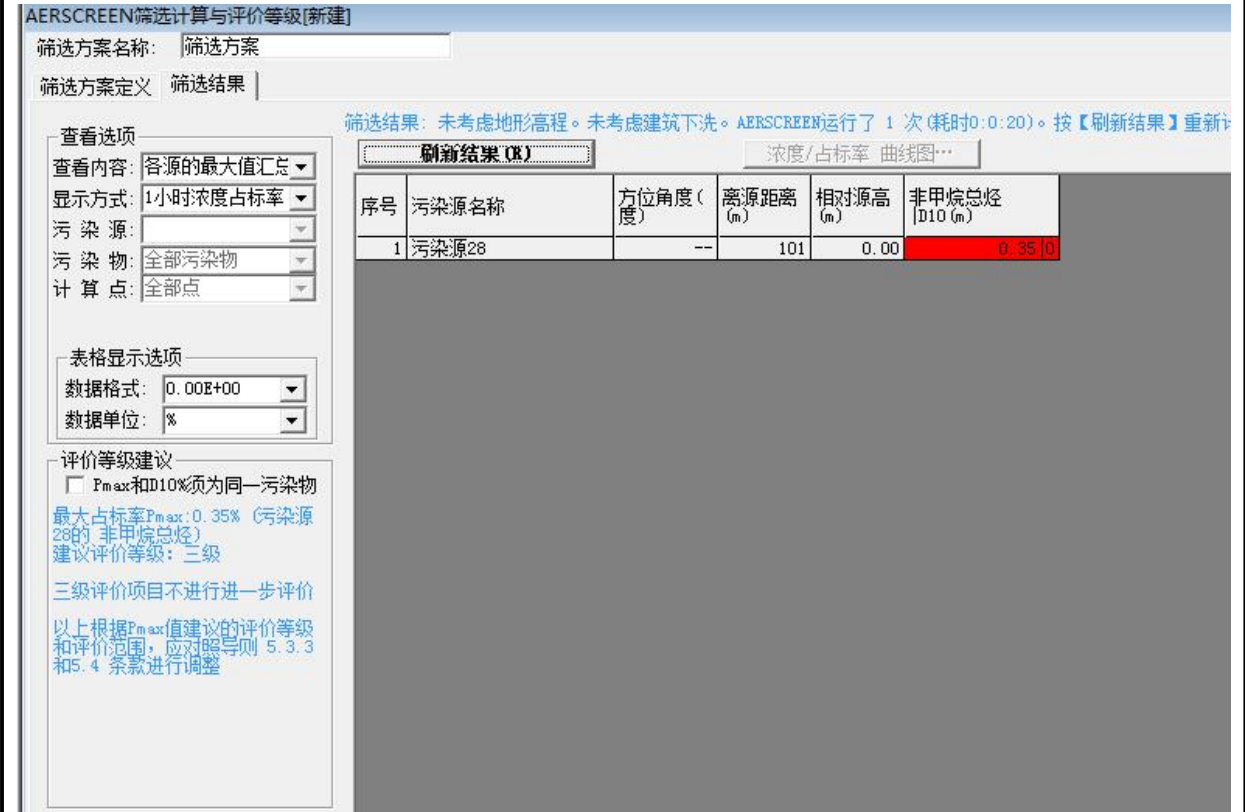 AERSCREEN筛选计算与评价等级[新建]
筛选方案名称: 筛选方案
筛选方案定义 筛选结果
筛选结果: 未考虑地形高程。未考虑建筑下洗。AERSCREEN运行了 1 次(耗时0:0:20)。按【刷新结果】重新
查看选项
查看内容: 各源的最大值汇总
显示方式: 1小时浓度占标率
污 染 源:
污 染 物: 全部污染物
计 算 点: 全部点
表格显示选项
数据格式: 0.00E+00
数据单位: %
评价等级建议
Pmax和D10%须为同一污染物
最大占标率Pmax:0.35% (污染源
28的 非甲烷总烃)
建议评价等级: 三级
三级评价项目不进行进一步评价
以上根据Pmax值建议的评价等级
和评价范围,应对照导则 5.3.3
和5.4 条款进行调整
刷新结果(R) 浓度/占标率 曲线图…
序号 污染源名称 方位角度(度) 离源距离(m) 相对源高(m) 非甲烷总烃|D10(m)
1 污染源28 -- 101 0.00 0.35|0